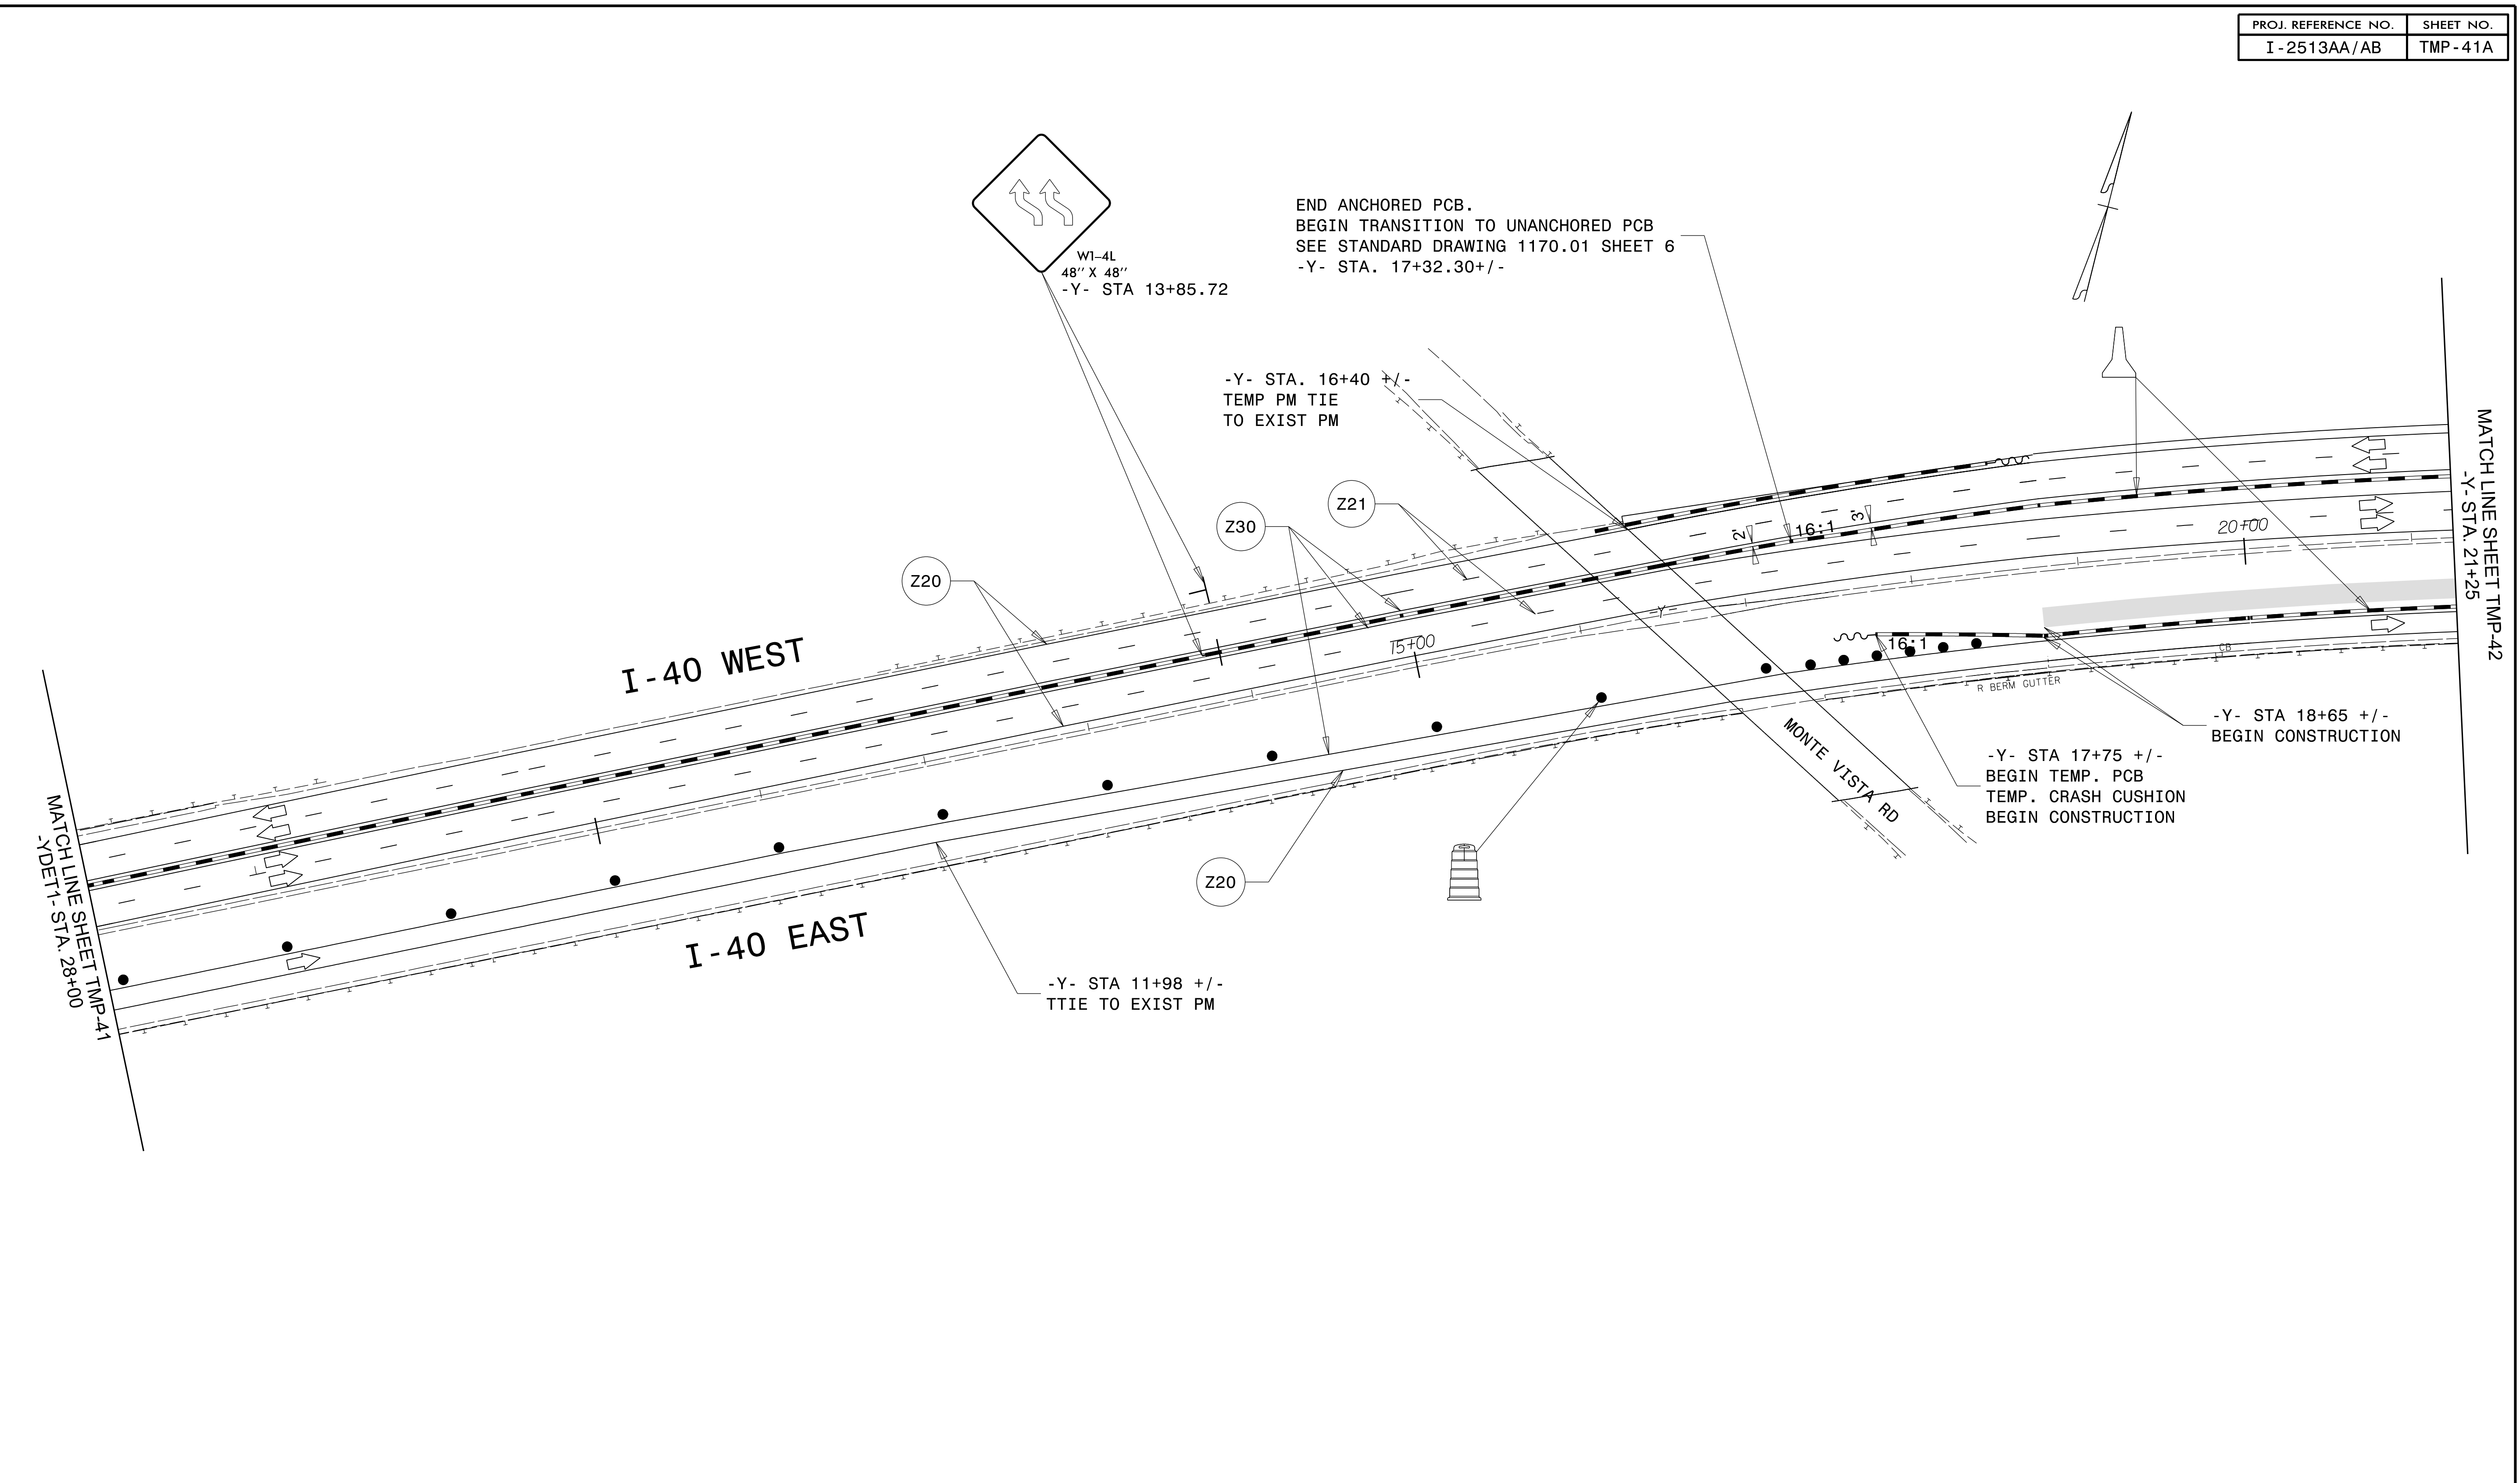 PROJ. REFERENCE NO. SHEET NO.
I-2513AA/AB TMP-41A
W1-4L
48" X 48"
-Y- STA 13+85.72
END ANCHORED PCB.
BEGIN TRANSITION TO UNANCHORED PCB
SEE STANDARD DRAWING 1170.01 SHEET 6
-Y- STA. 17+32.30+/-
-Y- STA. 16+40 +/-
TEMP PM TIE
TO EXIST PM
MATCH LINE SHEET TMP-42
-Y- STA. 21+25
Z21
Z30
Z20
2'
16:1
3'
20+00
-Y-
15+00
I-40 WEST
16:1
CB
R BERM GUTTER
MONTE VISTA RD
-Y- STA 18+65 +/-
BEGIN CONSTRUCTION
-Y- STA 17+75 +/-
BEGIN TEMP. PCB
TEMP. CRASH CUSHION
BEGIN CONSTRUCTION
MATCH LINE SHEET TMP-41
-YDET1- STA. 28+00
Z20
I-40 EAST
-Y- STA 11+98 +/-
TTIE TO EXIST PM